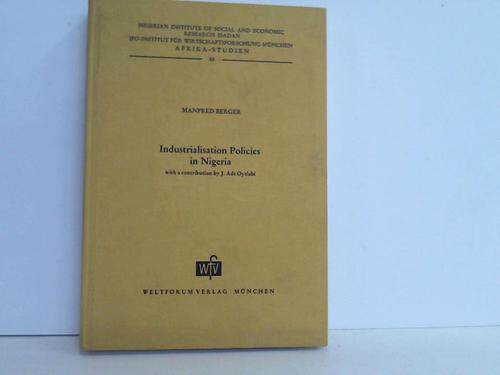 NIGERIAN INSTITUTE OF SOCIAL AND ECONOMIC
RESEARCH IBADAN
IFO-INSTITUT FÜR WIRTSCHAFTSFORSCHUNG MÜNCHEN
AFRIKA-STUDIEN
MANFRED BERGER
Industrialisation Policies
in Nigeria
with a contribution by J. Ade Oyelabi
WfV
WELTFORUM VERLAG · MÜNCHEN